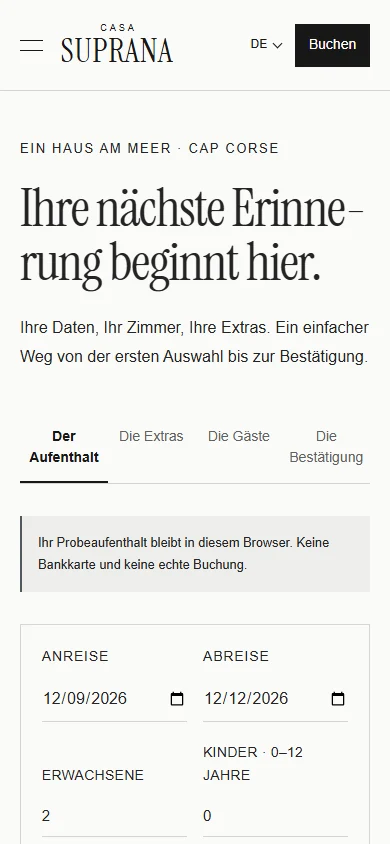 CASA
SUPRANA
DE
Buchen
EIN HAUS AM MEER · CAP CORSE
Ihre nächste Erinne-
rung beginnt hier.
Ihre Daten, Ihr Zimmer, Ihre Extras. Ein einfacher
Weg von der ersten Auswahl bis zur Bestätigung.
Der
Aufenthalt
Die Extras
Die Gäste
Die
Bestätigung
Ihr Probeaufenthalt bleibt in diesem Browser. Keine
Bankkarte und keine echte Buchung.
ANREISE
ABREISE
12/09/2026
12/12/2026
ERWACHSENE
KINDER · 0–12
JAHRE
2
0